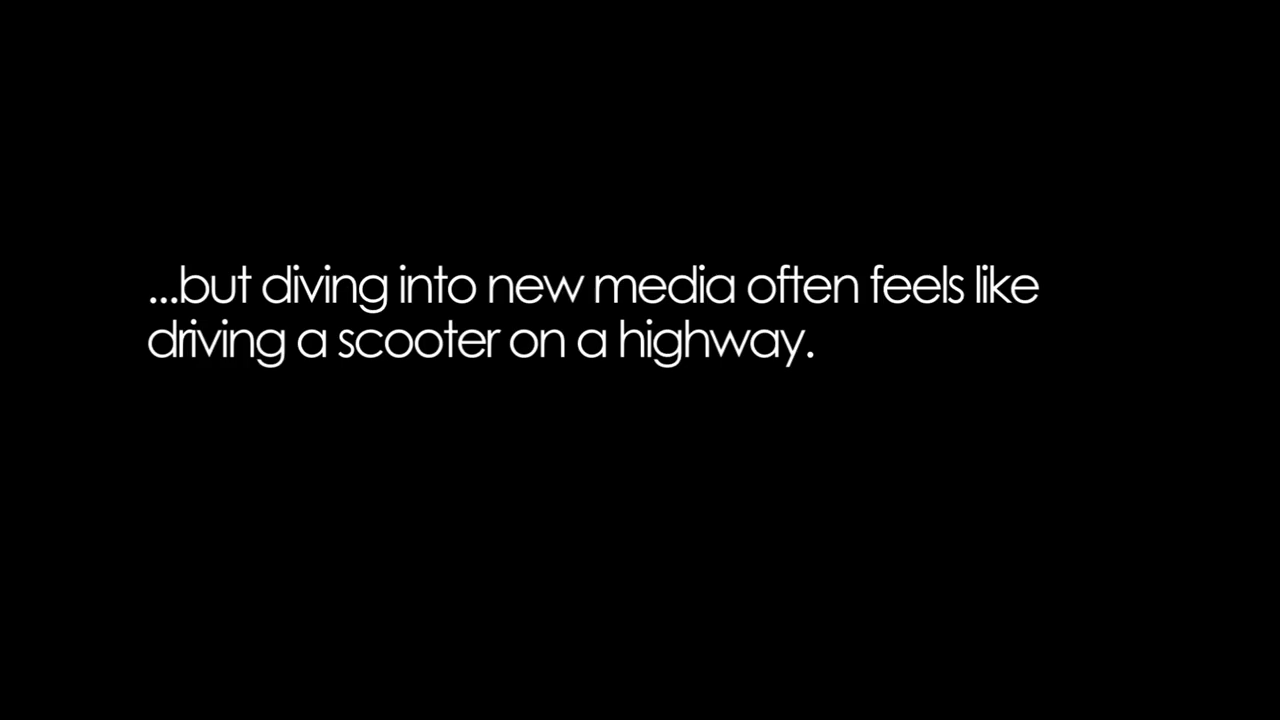 ...but diving into new media often feels like
driving a scooter on a highway.